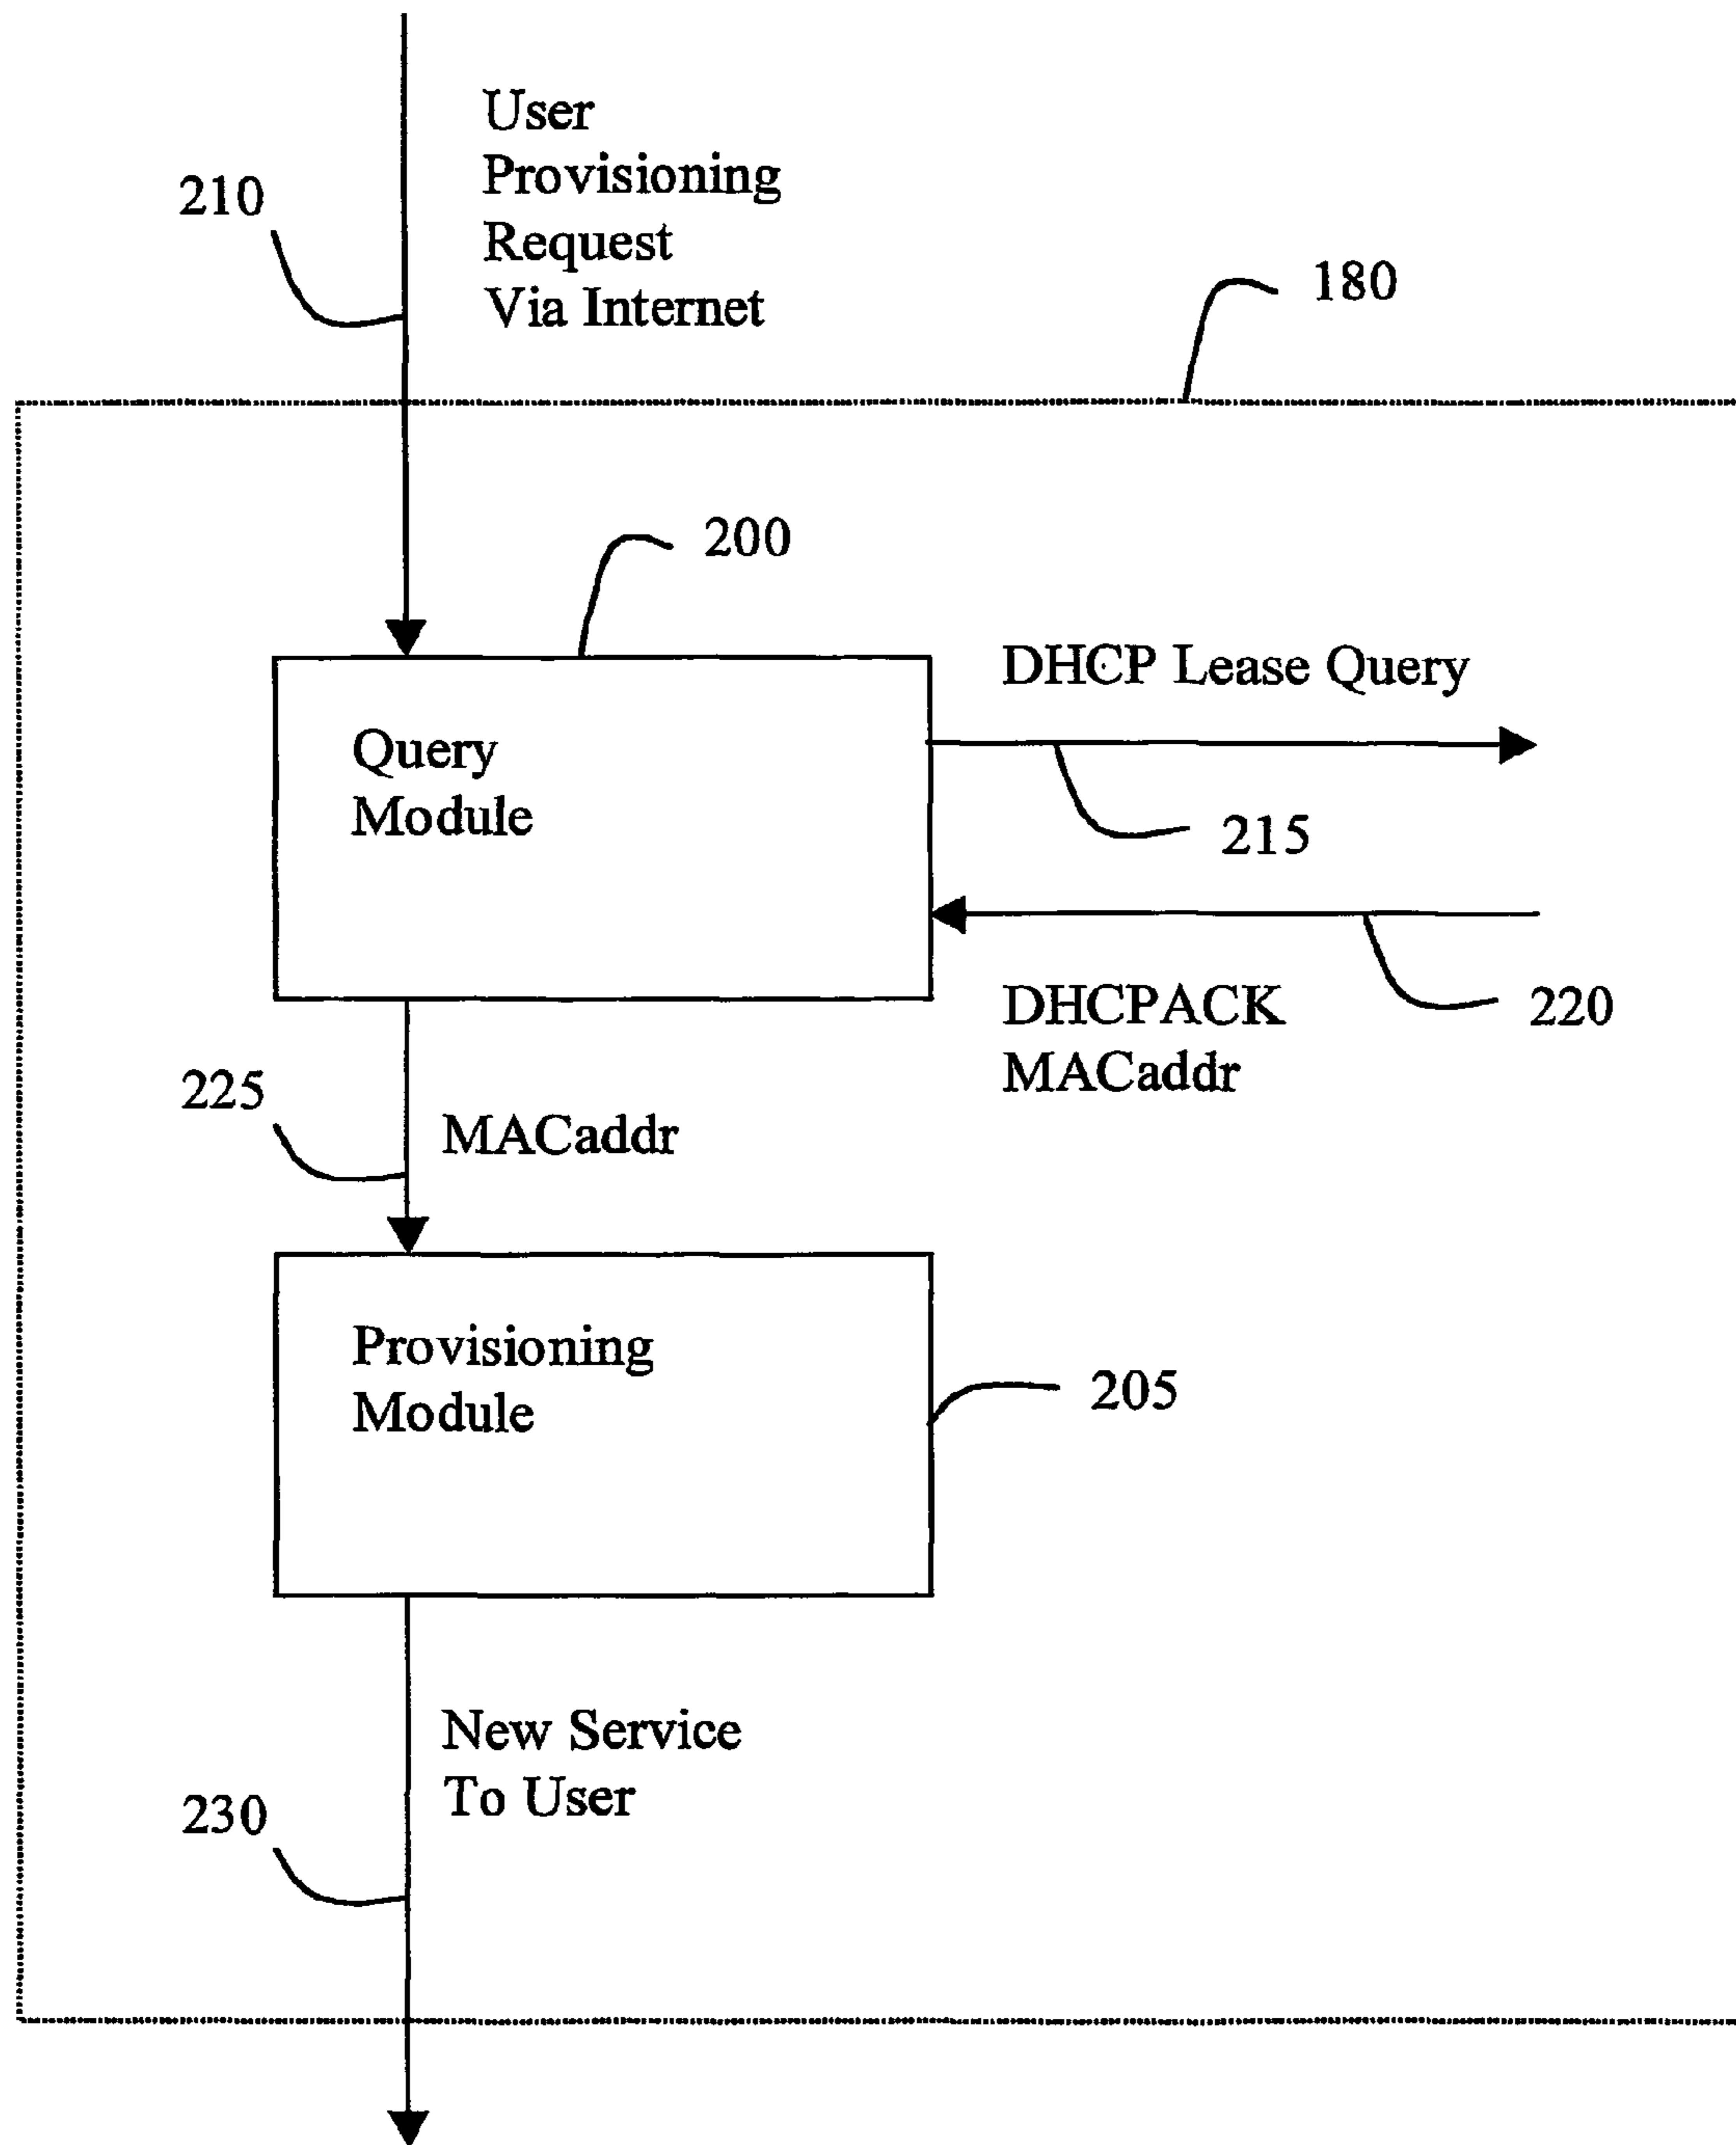 User
Provisioning
Request
Via Internet
210
180
200
DHCP Lease Query
Query
Module
215
DHCPACK
MACaddr
220
225
MACaddr
Provisioning
Module
205
New Service
To User
230